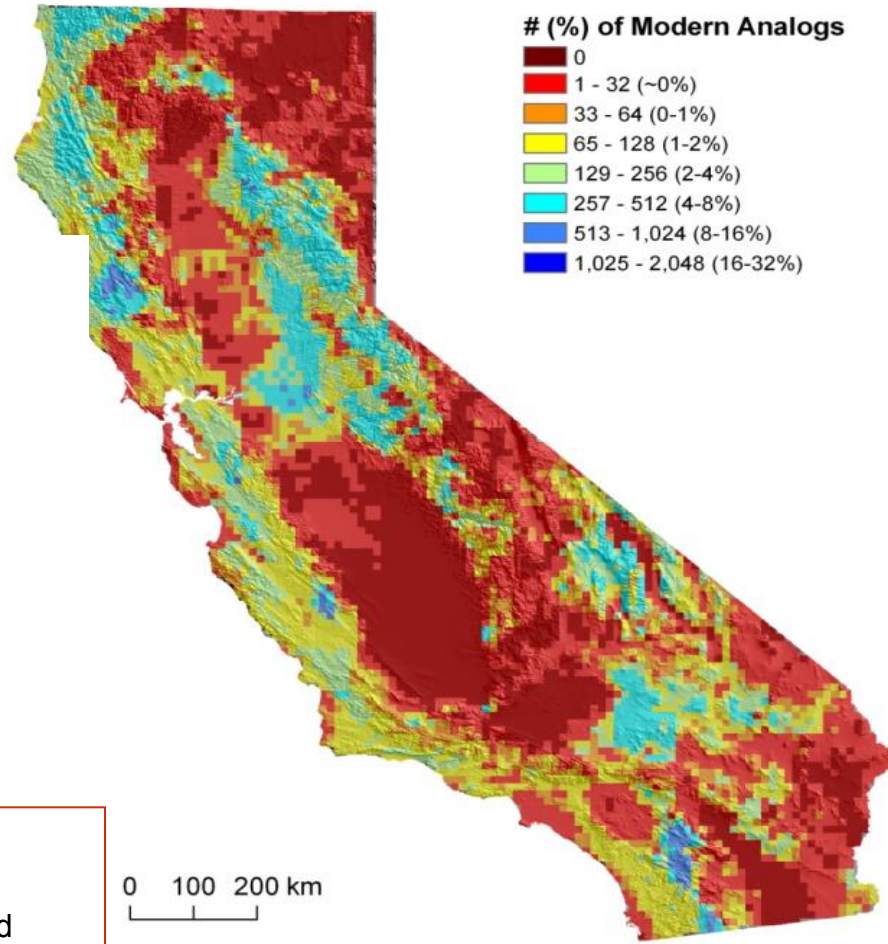 # (%) of Modern Analogs
0
1 - 32 (~0%)
33 - 64 (0-1%)
65 - 128 (1-2%)
129 - 256 (2-4%)
257 - 512 (4-8%)
513 - 1,024 (8-16%)
1,025 - 2,048 (16-32%)
0 100 200 km
d